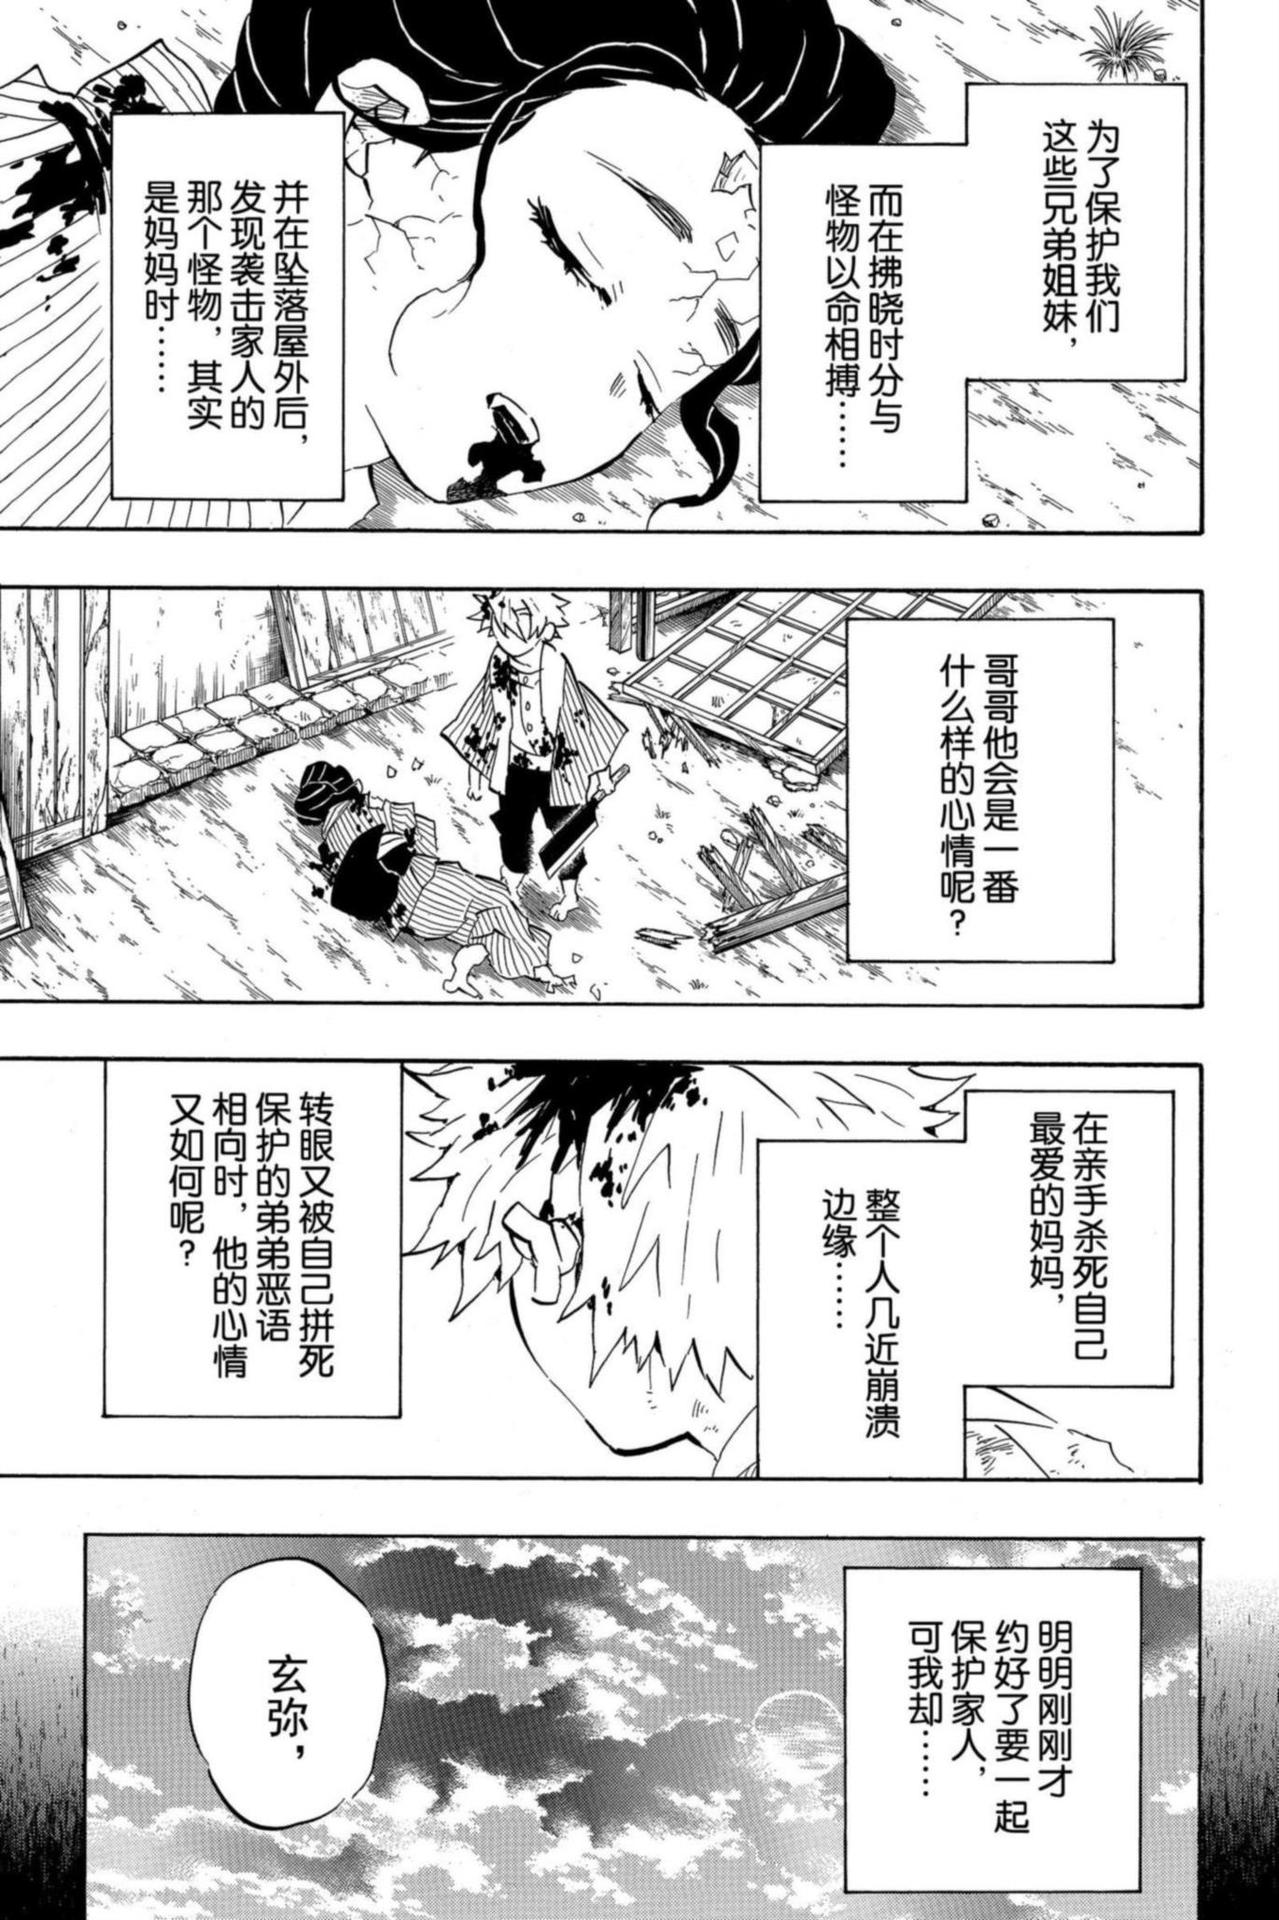 为了保护我们
这些兄弟姐妹，
而在拂晓时分与
怪物以命相搏……
并在坠落屋外后，
发现袭击家人的
那个怪物，其实
是妈妈时……
哥哥他会是一番
什么样的心情呢？
在亲手杀死自己
最爱的妈妈，
整个人几近崩溃
边缘……
转眼又被自己拼死
保护的弟弟恶语
相向时，他的心情
又如何呢？
明明刚刚才
约好了要一起
保护家人，
可我却……
玄弥，